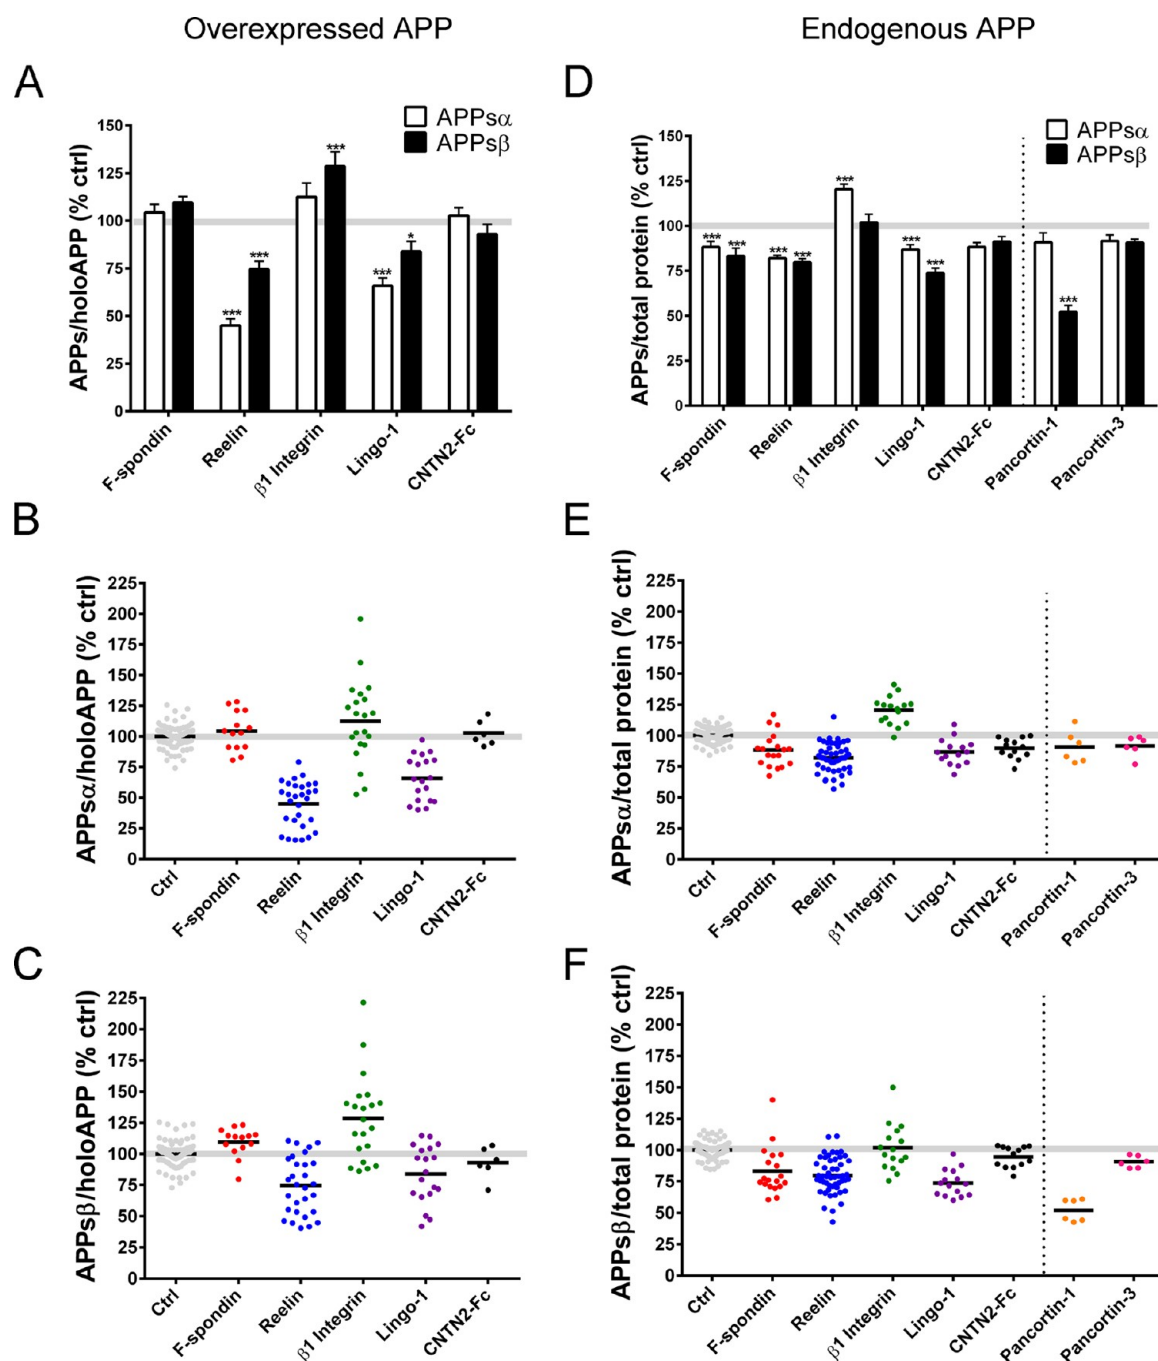 Overexpressed APP
Endogenous APP
A
APPs/holoAPP (% ctrl)
150
125
100
75
50
25
0
APPsα
APPsβ
***
***
***
***
*
F-spondin
Reelin
β1 Integrin
Lingo-1
CNTN2-Fc
D
APPs/total protein (% ctrl)
150
125
100
75
50
25
0
APPsα
APPsβ
***
***
***
***
***
***
***
***
F-spondin
Reelin
β1 Integrin
Lingo-1
CNTN2-Fc
Pancortin-1
Pancortin-3
B
APPsα/holoAPP (% ctrl)
225
200
175
150
125
100
75
50
25
0
Ctrl
F-spondin
Reelin
β1 Integrin
Lingo-1
CNTN2-Fc
E
APPsα/total protein (% ctrl)
225
200
175
150
125
100
75
50
25
0
Ctrl
F-spondin
Reelin
β1 Integrin
Lingo-1
CNTN2-Fc
Pancortin-1
Pancortin-3
C
APPsβ/holoAPP (% ctrl)
225
200
175
150
125
100
75
50
25
0
Ctrl
F-spondin
Reelin
β1 Integrin
Lingo-1
CNTN2-Fc
F
APPsβ/total protein (% ctrl)
225
200
175
150
125
100
75
50
25
0
Ctrl
F-spondin
Reelin
β1 Integrin
Lingo-1
CNTN2-Fc
Pancortin-1
Pancortin-3